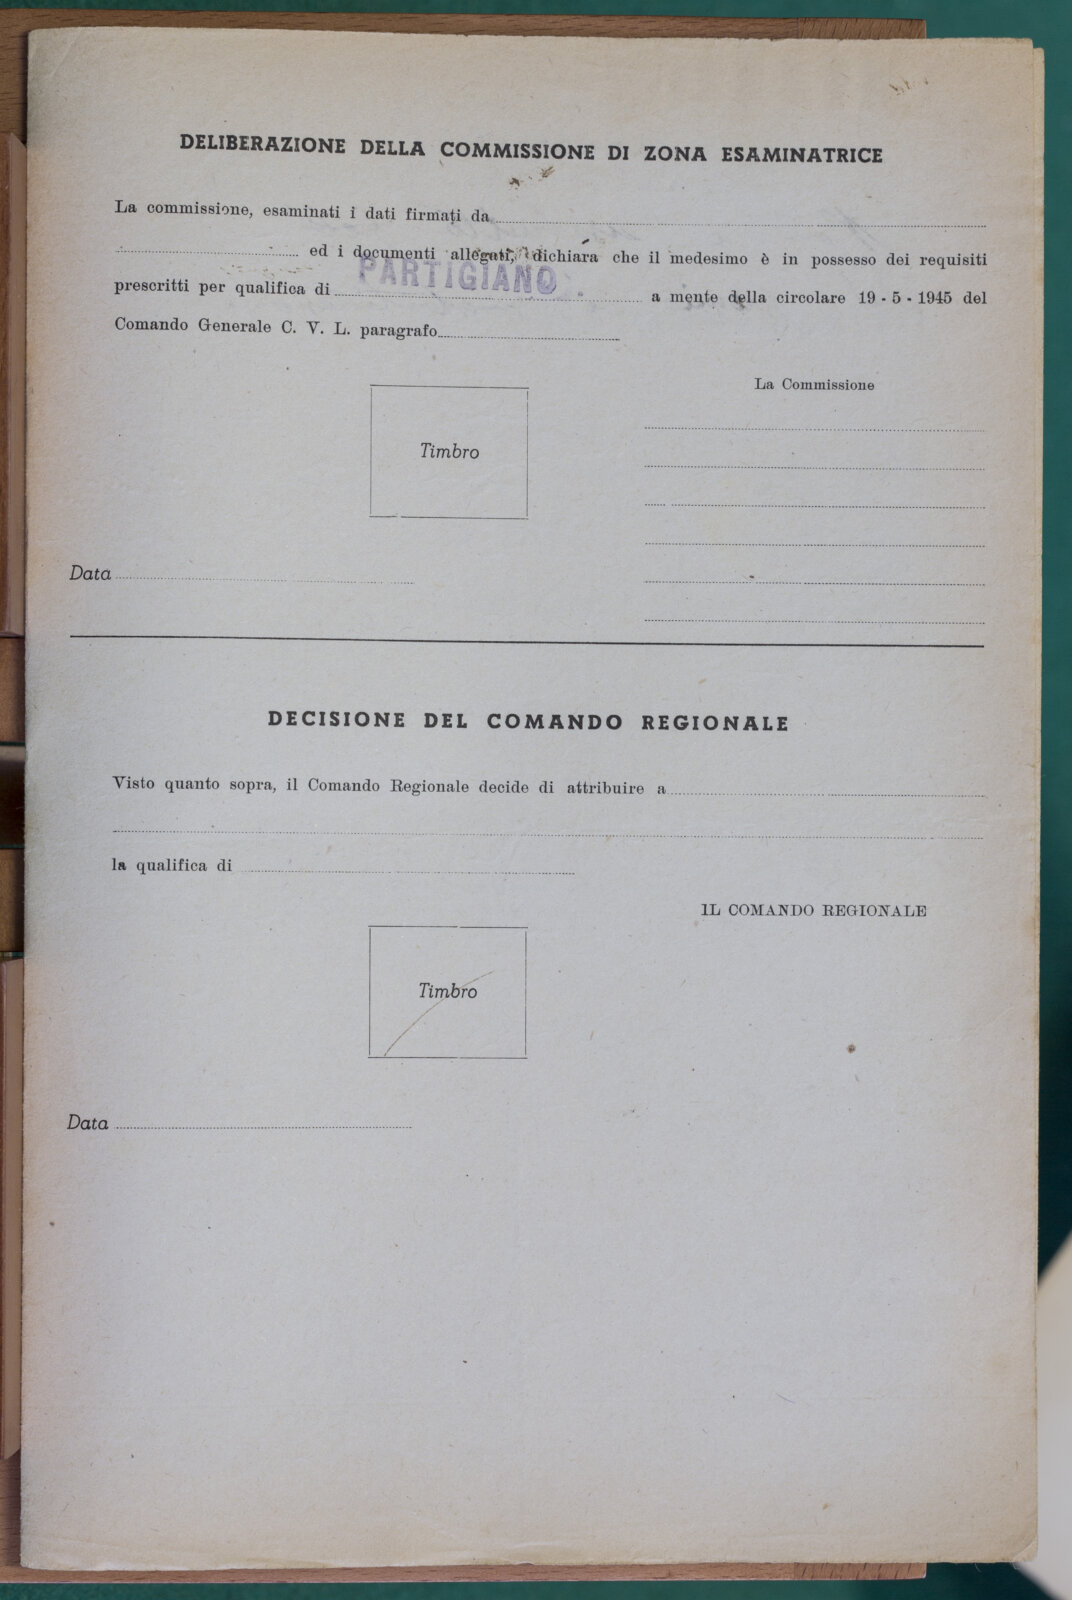 DELIBERAZIONE DELLA COMMISSIONE DI ZONA ESAMINATRICE
La commissione, esaminati i dati firmati da
ed i documenti allegati, dichiara che il medesimo è in possesso dei requisiti
prescritti per qualifica di PARTIGIANO a mente della circolare 19 - 5 - 1945 del
Comando Generale C. V. L. paragrafo
La Commissione
Timbro
Data
DECISIONE DEL COMANDO REGIONALE
Visto quanto sopra, il Comando Regionale decide di attribuire a
la qualifica di
IL COMANDO REGIONALE
Timbro
Data